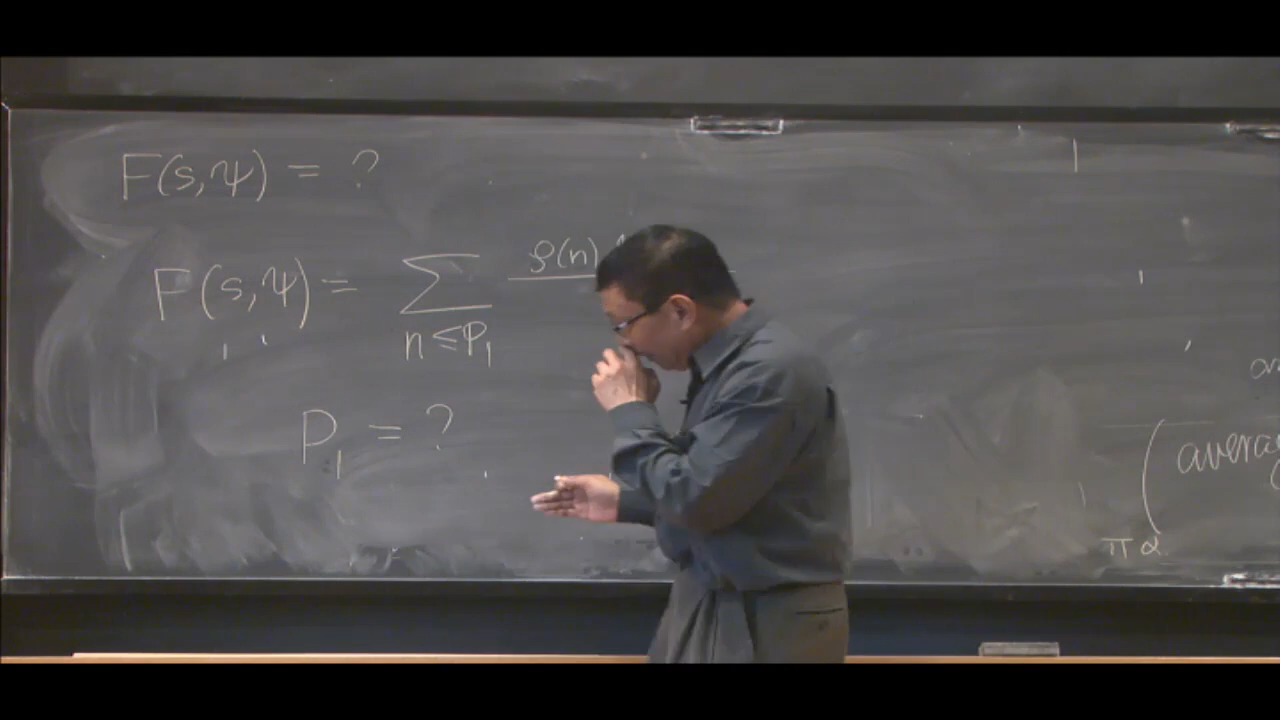 F(s,ψ) = ?
F(s,ψ) = ∑ ρ(n)
n ≤ P₁
P₁ = ?
(averag
πα